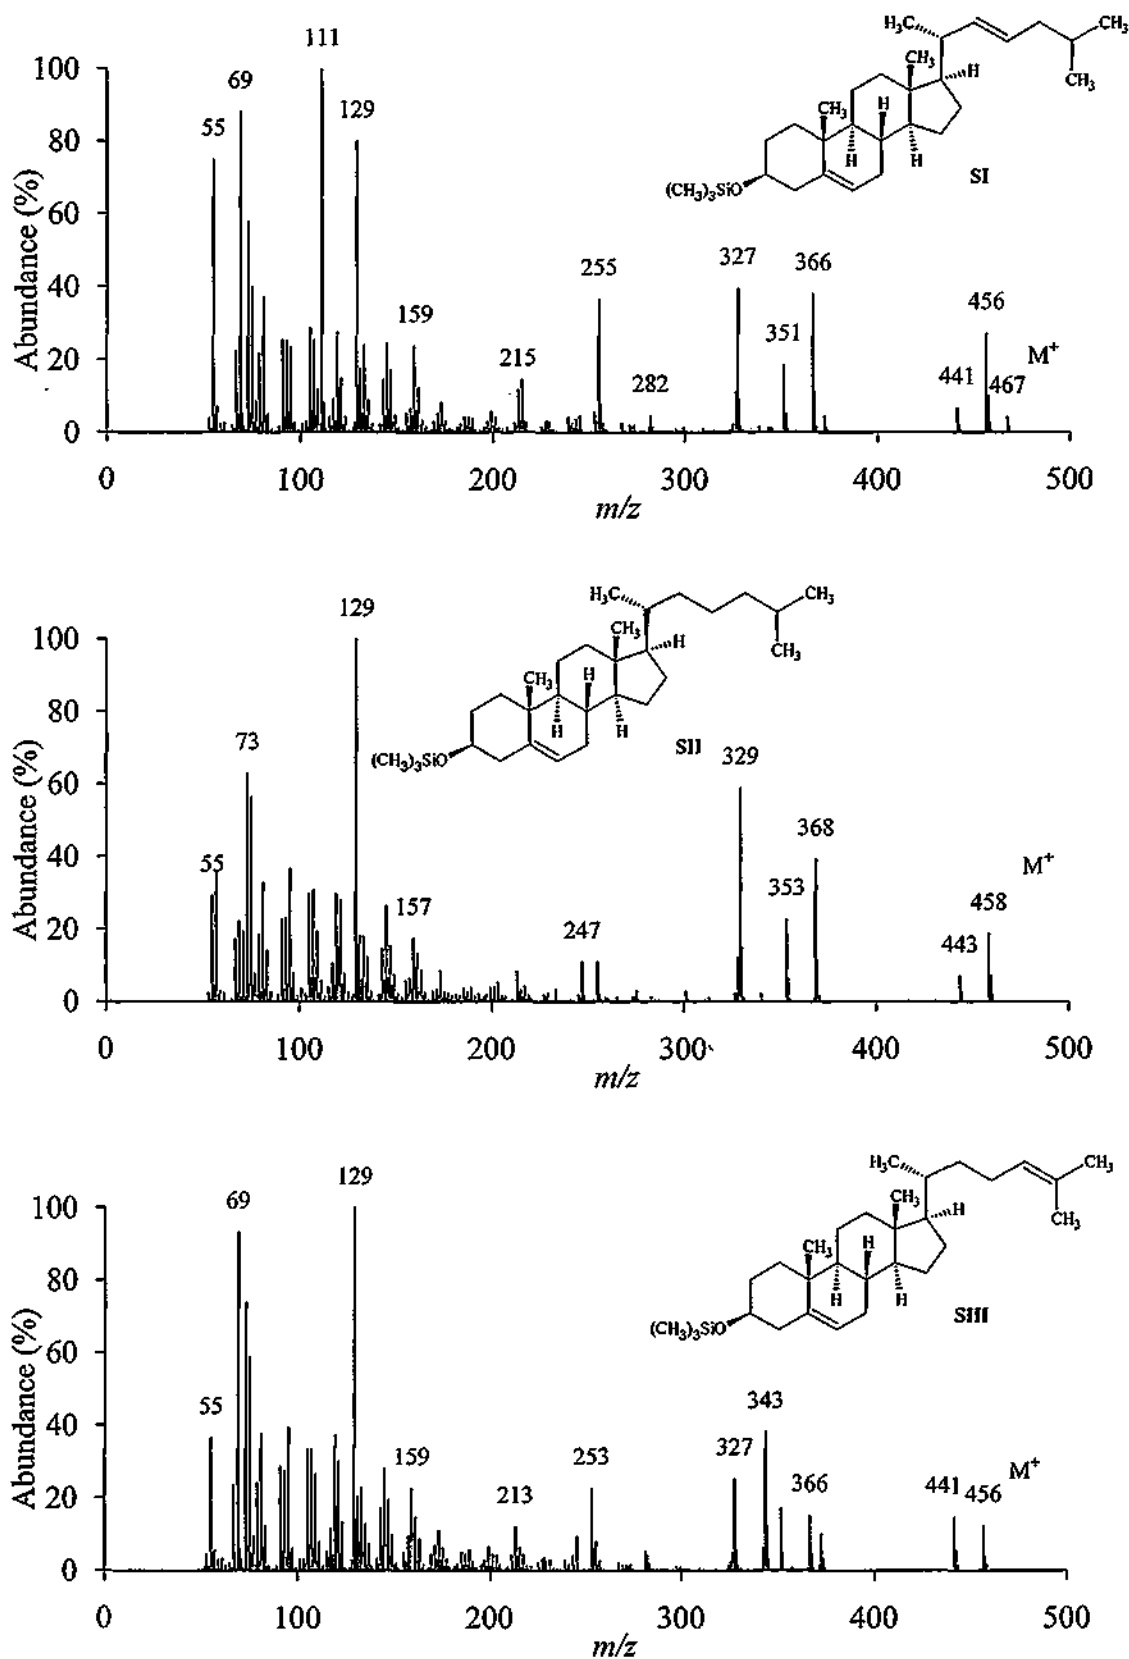 111
100
69
129
55
80
60
Abundance (%)
40
20
0
159
215
255
282
327
351
366
441
456
467
M⁺
0 100 200 300 400 500
m/z
H₃C
CH₃
CH₃
CH₃
CH₃
H
H
H
H
(CH₃)₃SiO
SI
129
100
80
73
60
Abundance (%)
55
40
20
0
157
247
329
353
368
443
458
M⁺
0 100 200 300 400 500
m/z
H₃C
CH₃
CH₃
CH₃
CH₃
H
H
H
H
(CH₃)₃SiO
SII
129
100
69
80
60
Abundance (%)
55
40
20
0
159
213
253
327
343
366
441
456
M⁺
0 100 200 300 400 500
m/z
H₃C
CH₃
CH₃
CH₃
CH₃
H
H
H
H
(CH₃)₃SiO
SIII